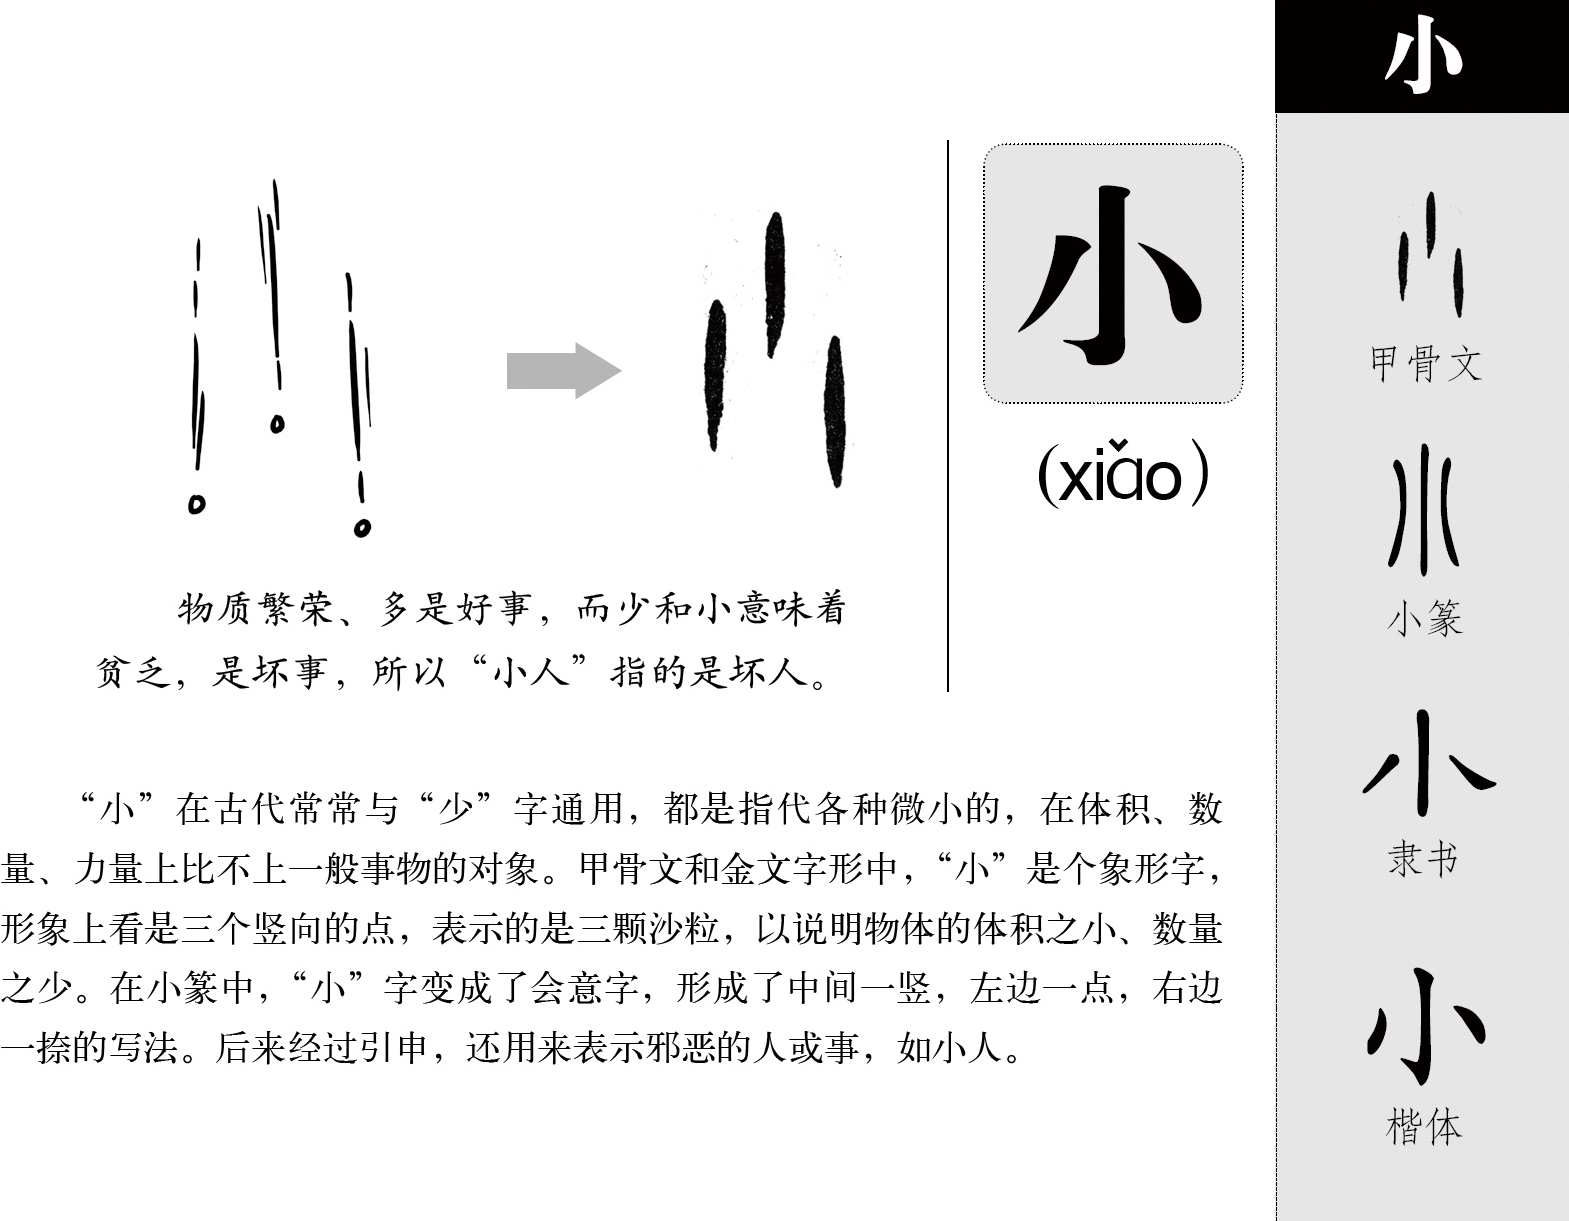 小
小
(xiǎo)
物质繁荣、多是好事，而少和小意味着
贫乏，是坏事，所以“小人”指的是坏人。
“小”在古代常常与“少”字通用，都是指代各种微小的，在体积、数
量、力量上比不上一般事物的对象。甲骨文和金文字形中，“小”是个象形字，
形象上看是三个竖向的点，表示的是三颗沙粒，以说明物体的体积之小、数量
之少。在小篆中，“小”字变成了会意字，形成了中间一竖，左边一点，右边
一捺的写法。后来经过引申，还用来表示邪恶的人或事，如小人。
小
甲骨文
小
小篆
小
隶书
小
楷体